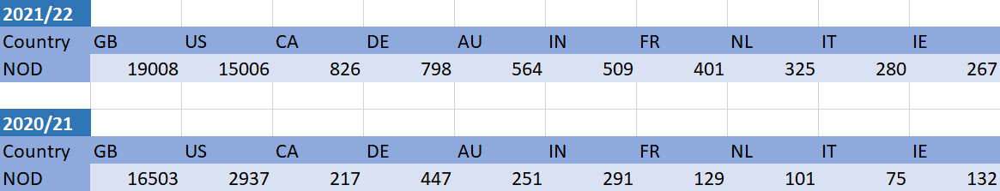 2021/22
Country GB US CA DE AU IN FR NL IT IE
NOD 19008 15006 826 798 564 509 401 325 280 267
2020/21
Country GB US CA DE AU IN FR NL IT IE
NOD 16503 2937 217 447 251 291 129 101 75 132